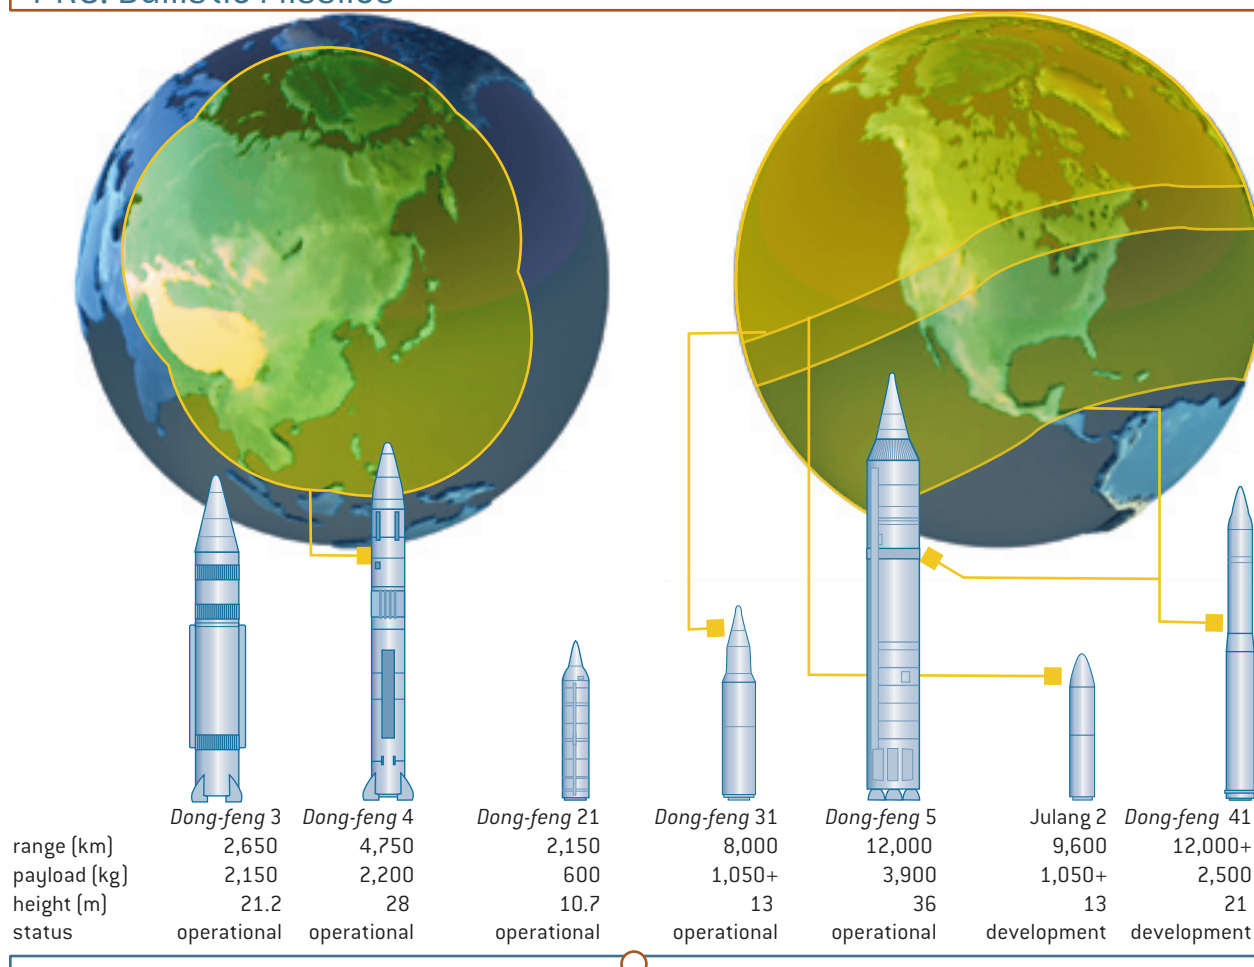 PRC: Ballistic Missiles
Dong-feng 3 Dong-feng 4 Dong-feng 21 Dong-feng 31 Dong-feng 5 Julang 2 Dong-feng 41
range (km) 2,650 4,750 2,150 8,000 12,000 9,600 12,000+
payload (kg) 2,150 2,200 600 1,050+ 3,900 1,050+ 2,500
height (m) 21.2 28 10.7 13 36 13 21
status operational operational operational operational operational development development